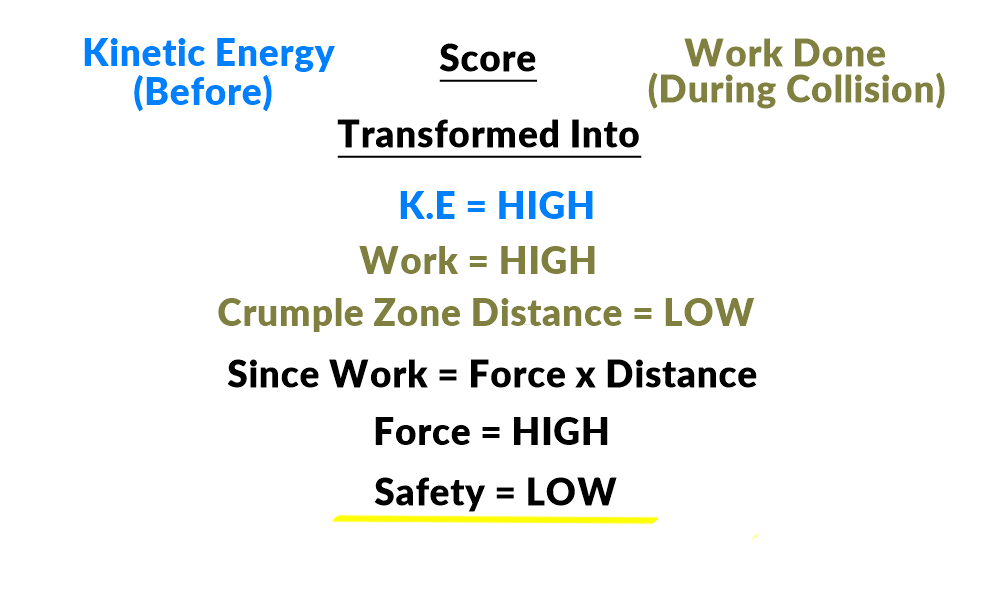 Kinetic Energy
(Before)
Score
Work Done
(During Collision)
Transformed Into
K.E = HIGH
Work = HIGH
Crumple Zone Distance = LOW
Since Work = Force x Distance
Force = HIGH
Safety = LOW